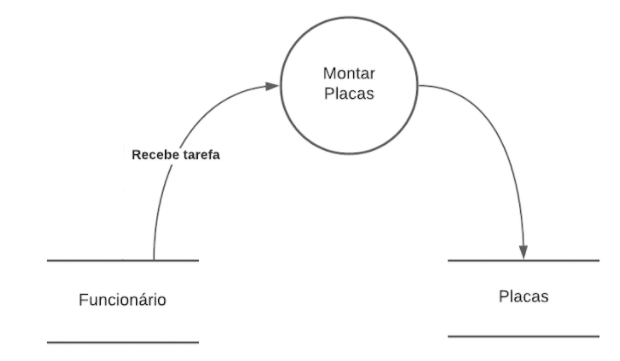 Montar
Placas
Recebe tarefa
Funcionário
Placas